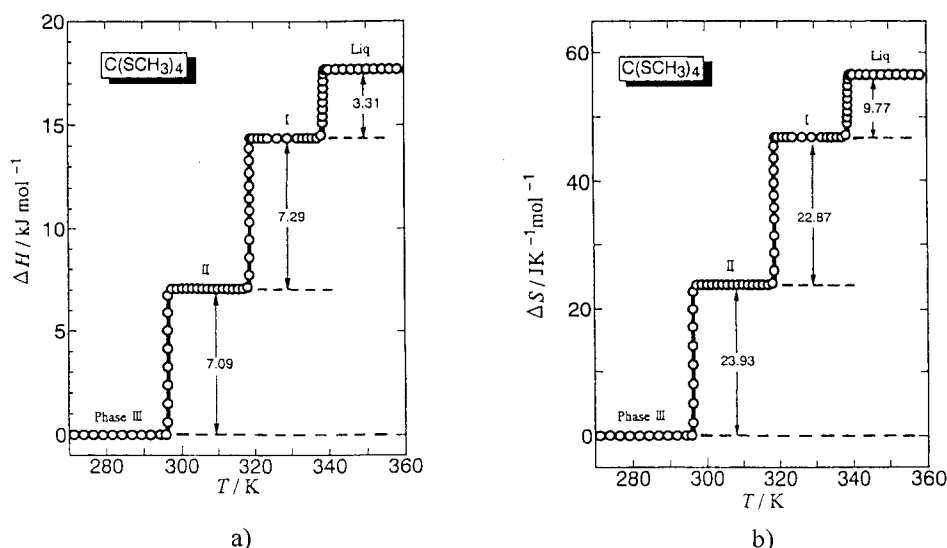 20
15
10
5
0
ΔH / kJ mol⁻¹
C(SCH3)4
Liq
3.31
I
7.29
II
7.09
Phase III
280 300 320 340 360
T / K
a)
60
40
20
0
ΔS / JK⁻¹mol⁻¹
C(SCH3)4
Liq
9.77
I
22.87
II
23.93
Phase III
280 300 320 340 360
T / K
b)